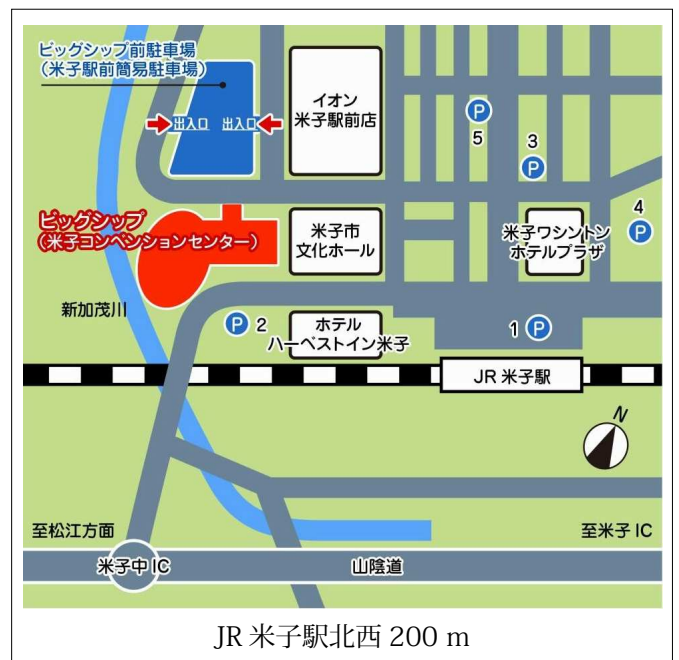 ビッグシップ前駐車場
（米子駅前簡易駐車場）
イオン
米子駅前店
出入口
出入口
P
5
3
P
4
P
ビッグシップ
（米子コンベンションセンター）
米子市
文化ホール
米子ワシントン
ホテルプラザ
新加茂川
P 2
ホテル
ハーベストイン米子
1 P
JR 米子駅
N
至松江方面
至米子 IC
米子中 IC
山陰道
JR 米子駅北西 200 m